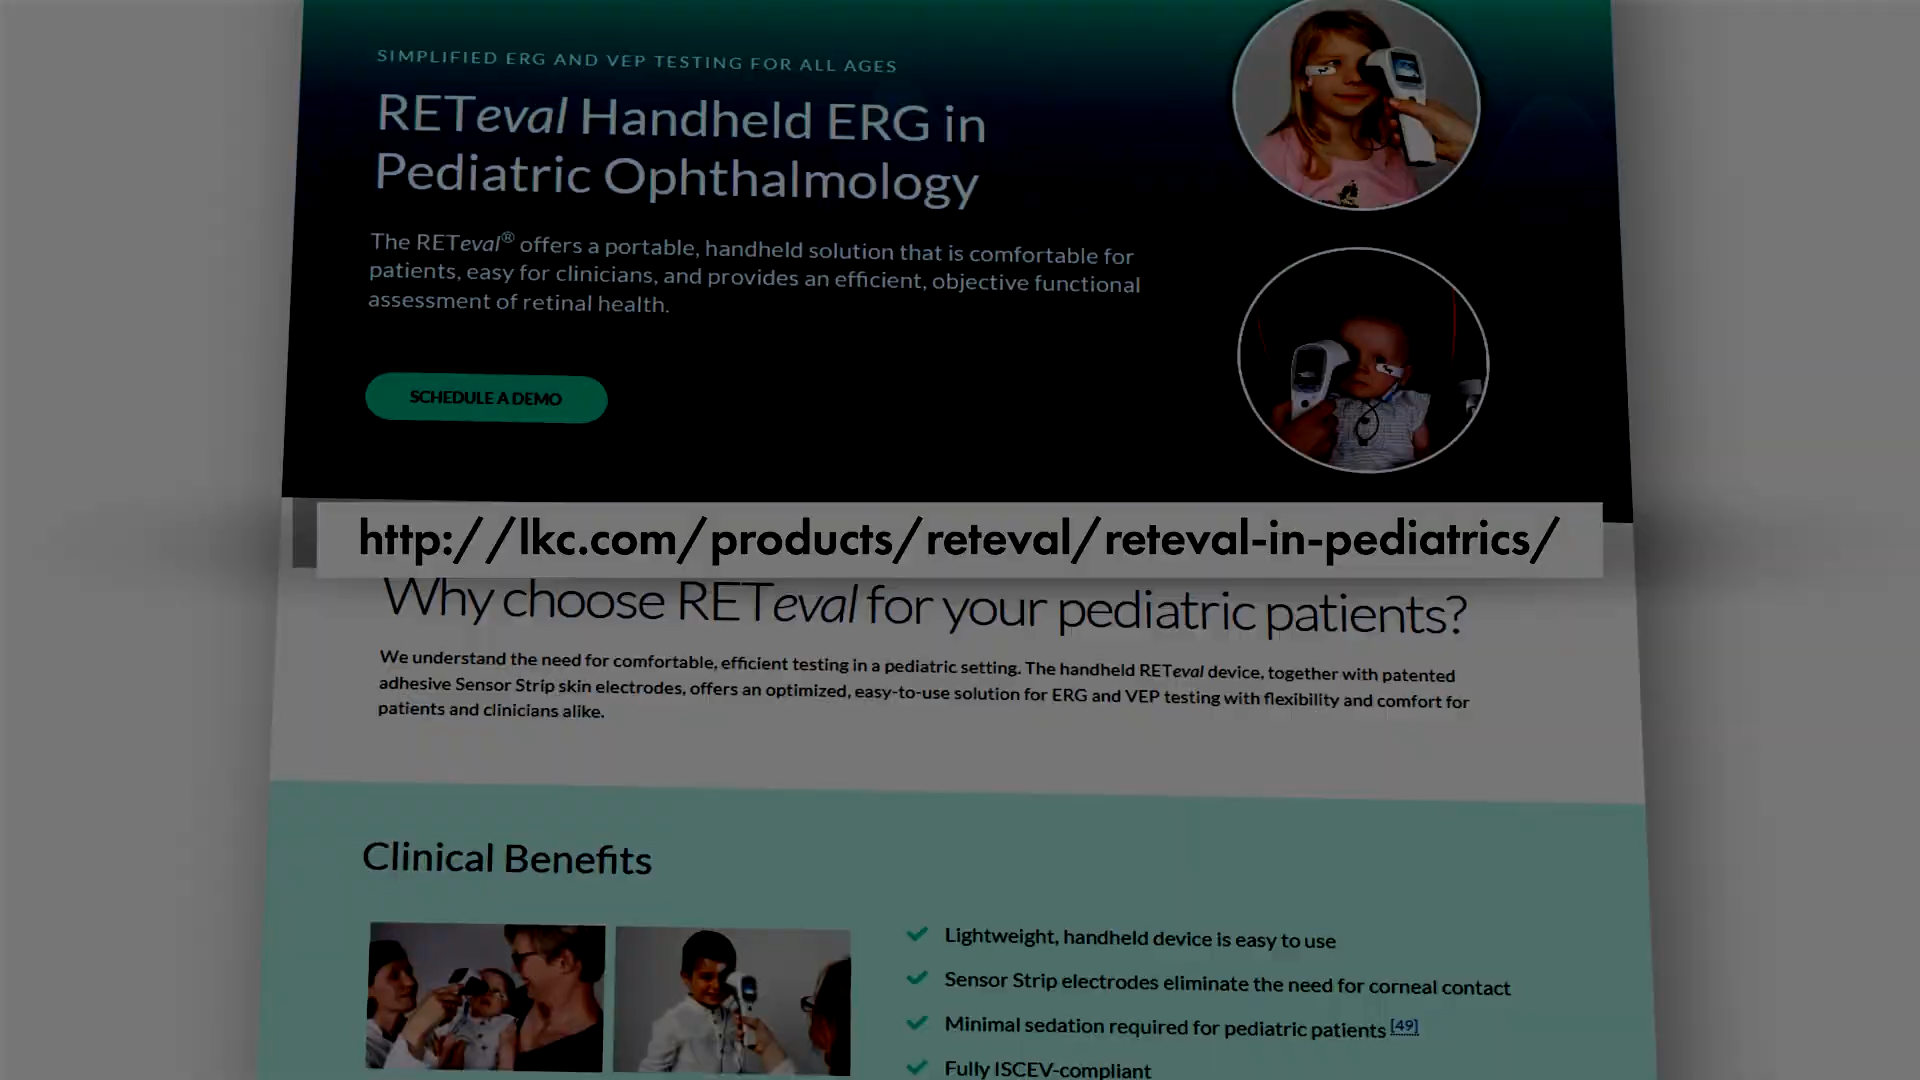 SIMPLIFIED ERG AND VEP TESTING FOR ALL AGES
RETeval Handheld ERG in
Pediatric Ophthalmology
The RETeval® offers a portable, handheld solution that is comfortable for
patients, easy for clinicians, and provides an efficient, objective functional
assessment of retinal health.
SCHEDULE A DEMO
http://lkc.com/products/reteval/reteval-in-pediatrics/
Why choose RETeval for your pediatric patients?
We understand the need for comfortable, efficient testing in a pediatric setting. The handheld RETeval device, together with patented
adhesive Sensor Strip skin electrodes, offers an optimized, easy-to-use solution for ERG and VEP testing with flexibility and comfort for
patients and clinicians alike.
Clinical Benefits
Lightweight, handheld device is easy to use
Sensor Strip electrodes eliminate the need for corneal contact
Minimal sedation required for pediatric patients [49]
Fully ISCEV-compliant